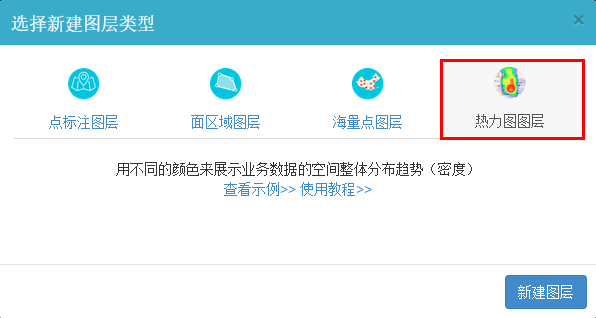 选择新建图层类型 ×
点标注图层 面区域图层 海量点图层 热力图图层
用不同的颜色来展示业务数据的空间整体分布趋势（密度）
查看示例>> 使用教程>>
新建图层